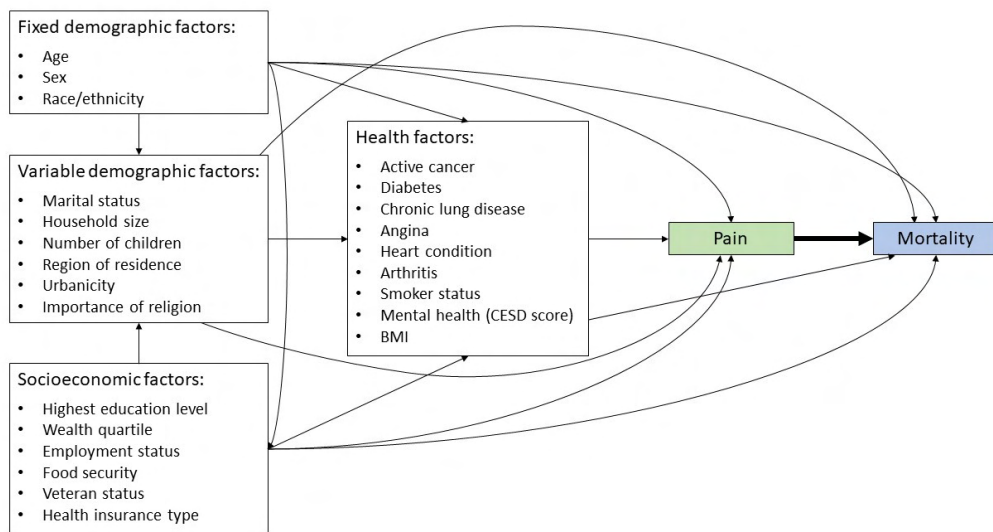 Fixed demographic factors:
• Age
• Sex
• Race/ethnicity
Variable demographic factors:
• Marital status
• Household size
• Number of children
• Region of residence
• Urbanicity
• Importance of religion
Socioeconomic factors:
• Highest education level
• Wealth quartile
• Employment status
• Food security
• Veteran status
• Health insurance type
Health factors:
• Active cancer
• Diabetes
• Chronic lung disease
• Angina
• Heart condition
• Arthritis
• Smoker status
• Mental health (CESD score)
• BMI
Pain
Mortality